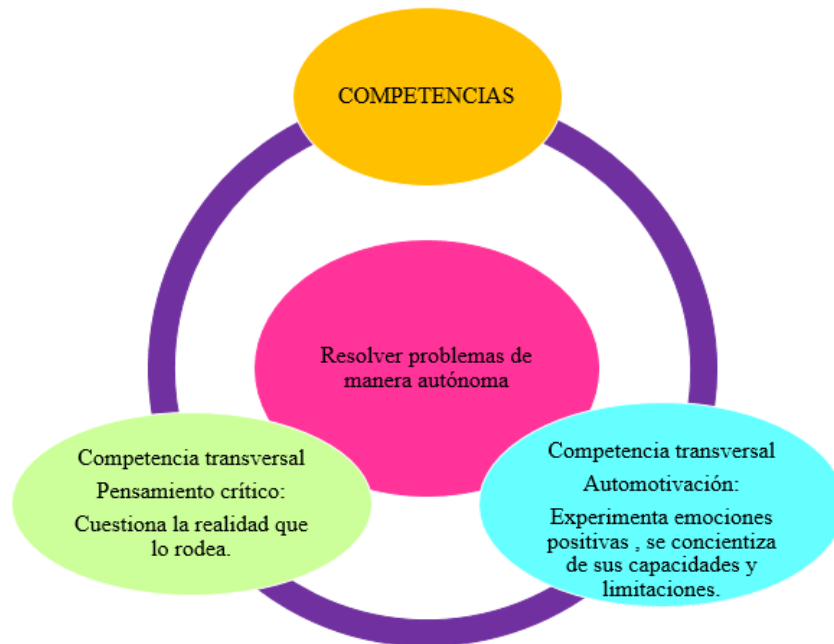 COMPETENCIAS
Resolver problemas de
manera autónoma
Competencia transversal
Pensamiento crítico:
Cuestiona la realidad que
lo rodea.
Competencia transversal
Automotivación:
Experimenta emociones
positivas , se concientiza
de sus capacidades y
limitaciones.